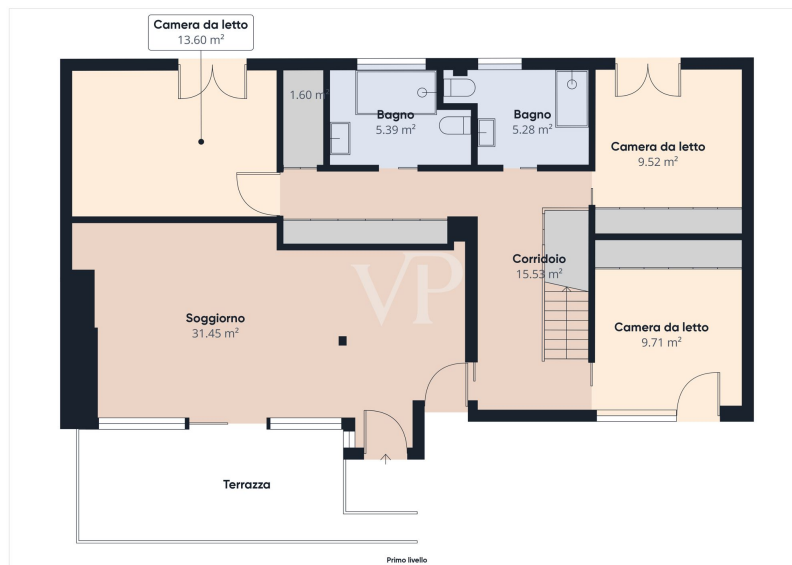 Camera da letto
13.60 m²
1.60 m²
Bagno
5.39 m²
Bagno
5.28 m²
Camera da letto
9.52 m²
Corridoio
15.53 m²
VP
Soggiorno
31.45 m²
Camera da letto
9.71 m²
Terrazza
Primo livello